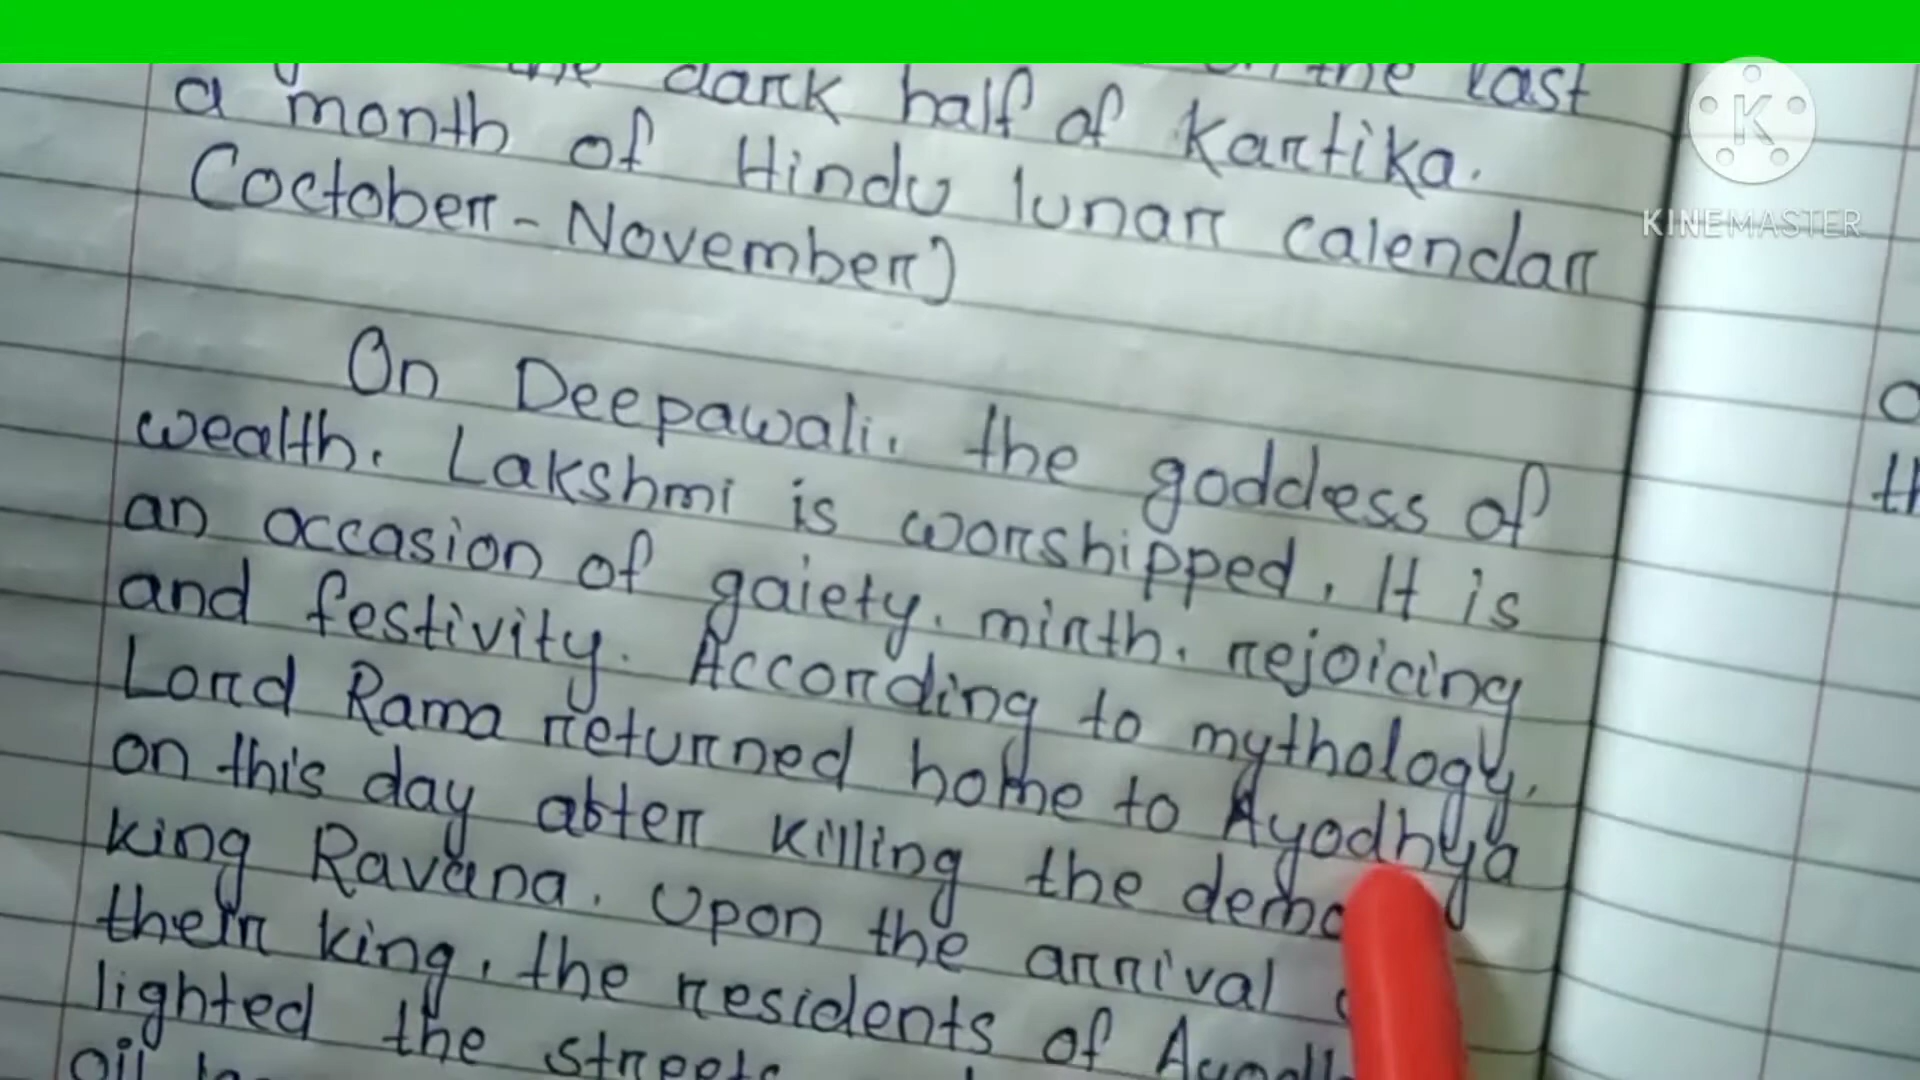 the dark half of Kartika.
the last
a month of Hindu lunar calendar
(october - November)
On Deepawali, the goddess of
wealth, Lakshmi is worshipped. It is
an occasion of gaiety, mirth, rejoicing
and festivity. According to mythology,
Lord Rama returned home to Ayodhya
on this day after killing the
king Ravana. Upon the arrival
their king, the residents of
lighted the streets
oil
KINEMASTER